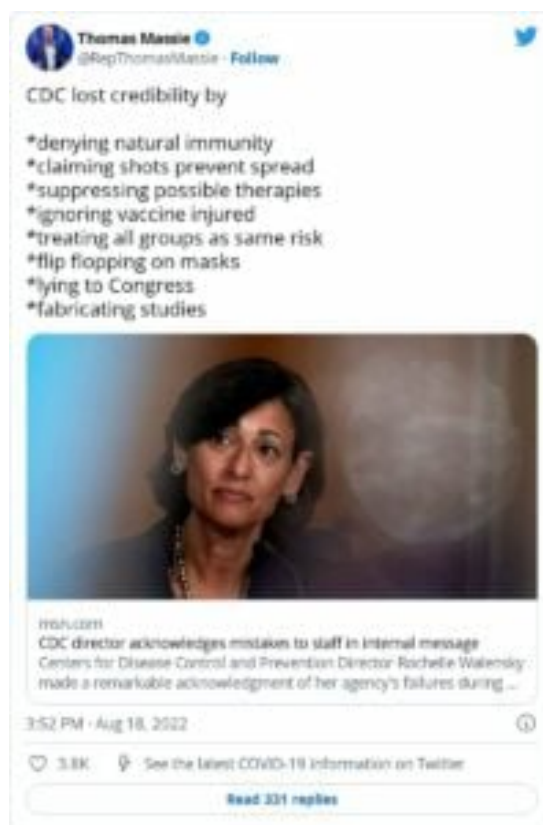 Thomas Massie
@RepThomasMassie · Follow
CDC lost credibility by
*denying natural immunity
*claiming shots prevent spread
*suppressing possible therapies
*ignoring vaccine injured
*treating all groups as same risk
*flip flopping on masks
*lying to Congress
*fabricating studies
msn.com
CDC director acknowledges mistakes to staff in internal message
Centers for Disease Control and Prevention Director Rochelle Walensky
made a remarkable acknowledgment of her agency's failures during ...
3:52 PM · Aug 18, 2022
3.8K See the latest COVID-19 information on Twitter
Read 331 replies